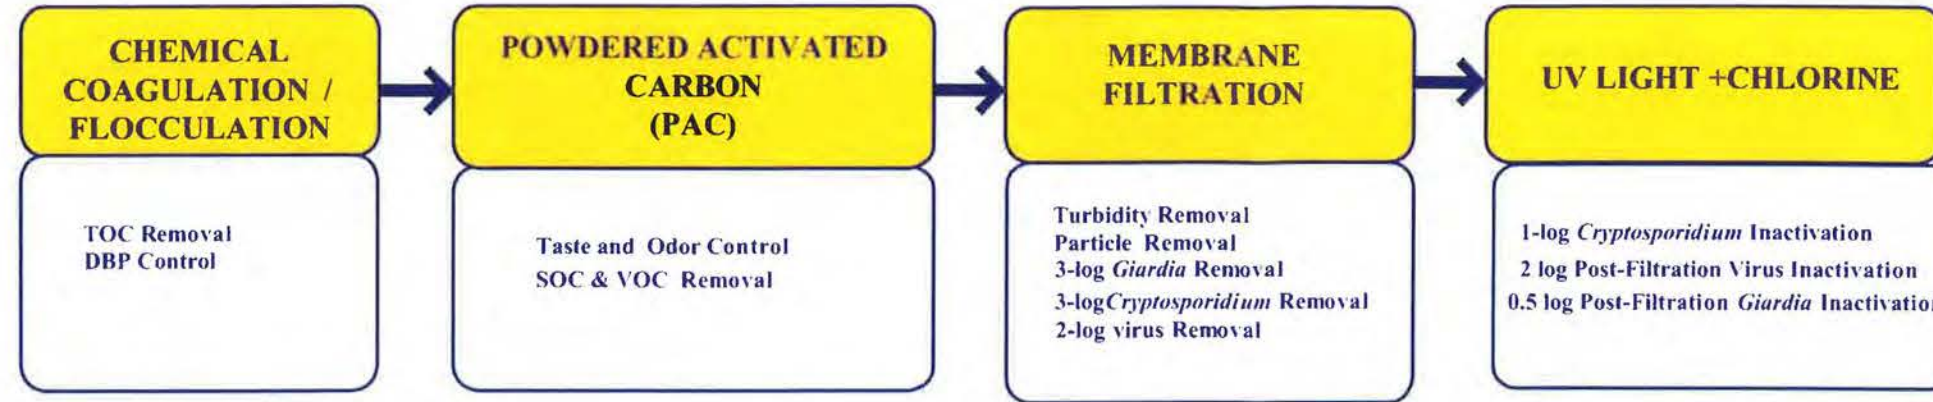 CHEMICAL
COAGULATION /
FLOCCULATION
TOC Removal
DBP Control
POWDERED ACTIVATED
CARBON
(PAC)
Taste and Odor Control
SOC & VOC Removal
MEMBRANE
FILTRATION
Turbidity Removal
Particle Removal
3-log Giardia Removal
3-logCryptosporidium Removal
2-log virus Removal
UV LIGHT +CHLORINE
1-log Cryptosporidium Inactivation
2 log Post-Filtration Virus Inactivation
0.5 log Post-Filtration Giardia Inactivation